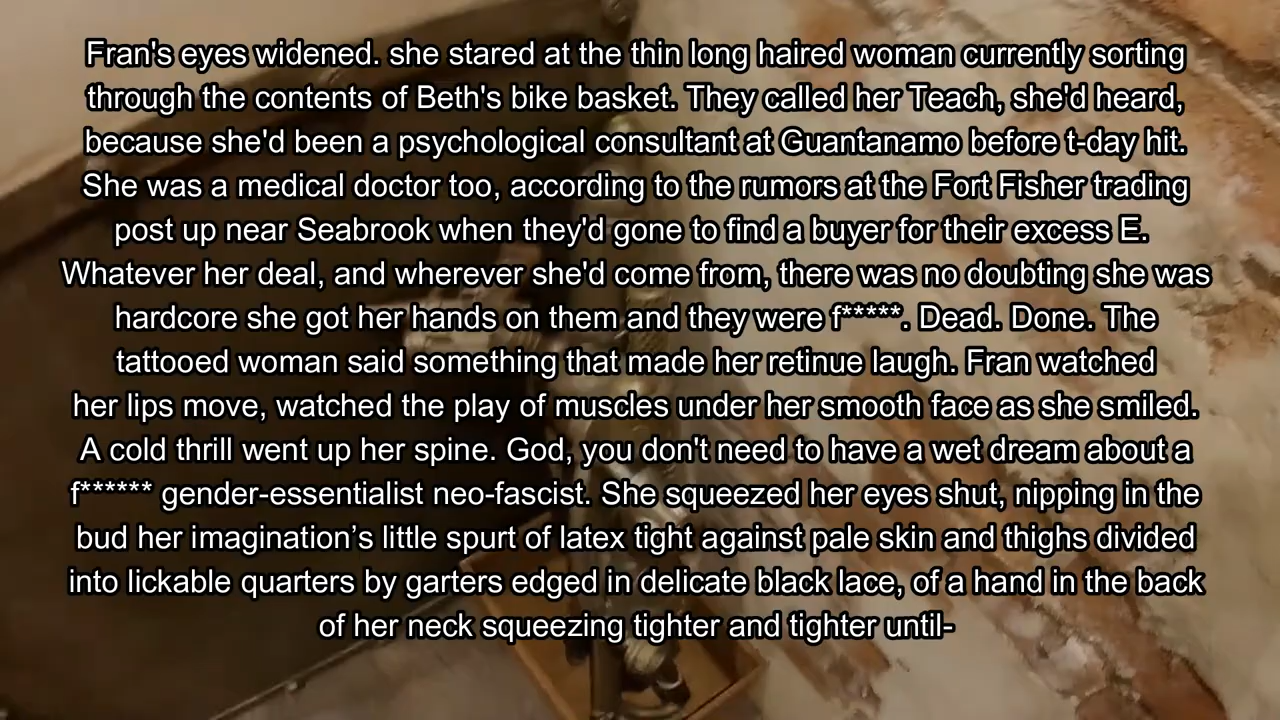 Fran's eyes widened. she stared at the thin long haired woman currently sorting
through the contents of Beth's bike basket. They called her Teach, she'd heard,
because she'd been a psychological consultant at Guantanamo before t-day hit.
She was a medical doctor too, according to the rumors at the Fort Fisher trading
post up near Seabrook when they'd gone to find a buyer for their excess E.
Whatever her deal, and wherever she'd come from, there was no doubting she was
hardcore she got her hands on them and they were f*****. Dead. Done. The
tattooed woman said something that made her retinue laugh. Fran watched
her lips move, watched the play of muscles under her smooth face as she smiled.
A cold thrill went up her spine. God, you don't need to have a wet dream about a
f****** gender-essentialist neo-fascist. She squeezed her eyes shut, nipping in the
bud her imagination’s little spurt of latex tight against pale skin and thighs divided
into lickable quarters by garters edged in delicate black lace, of a hand in the back
of her neck squeezing tighter and tighter until-